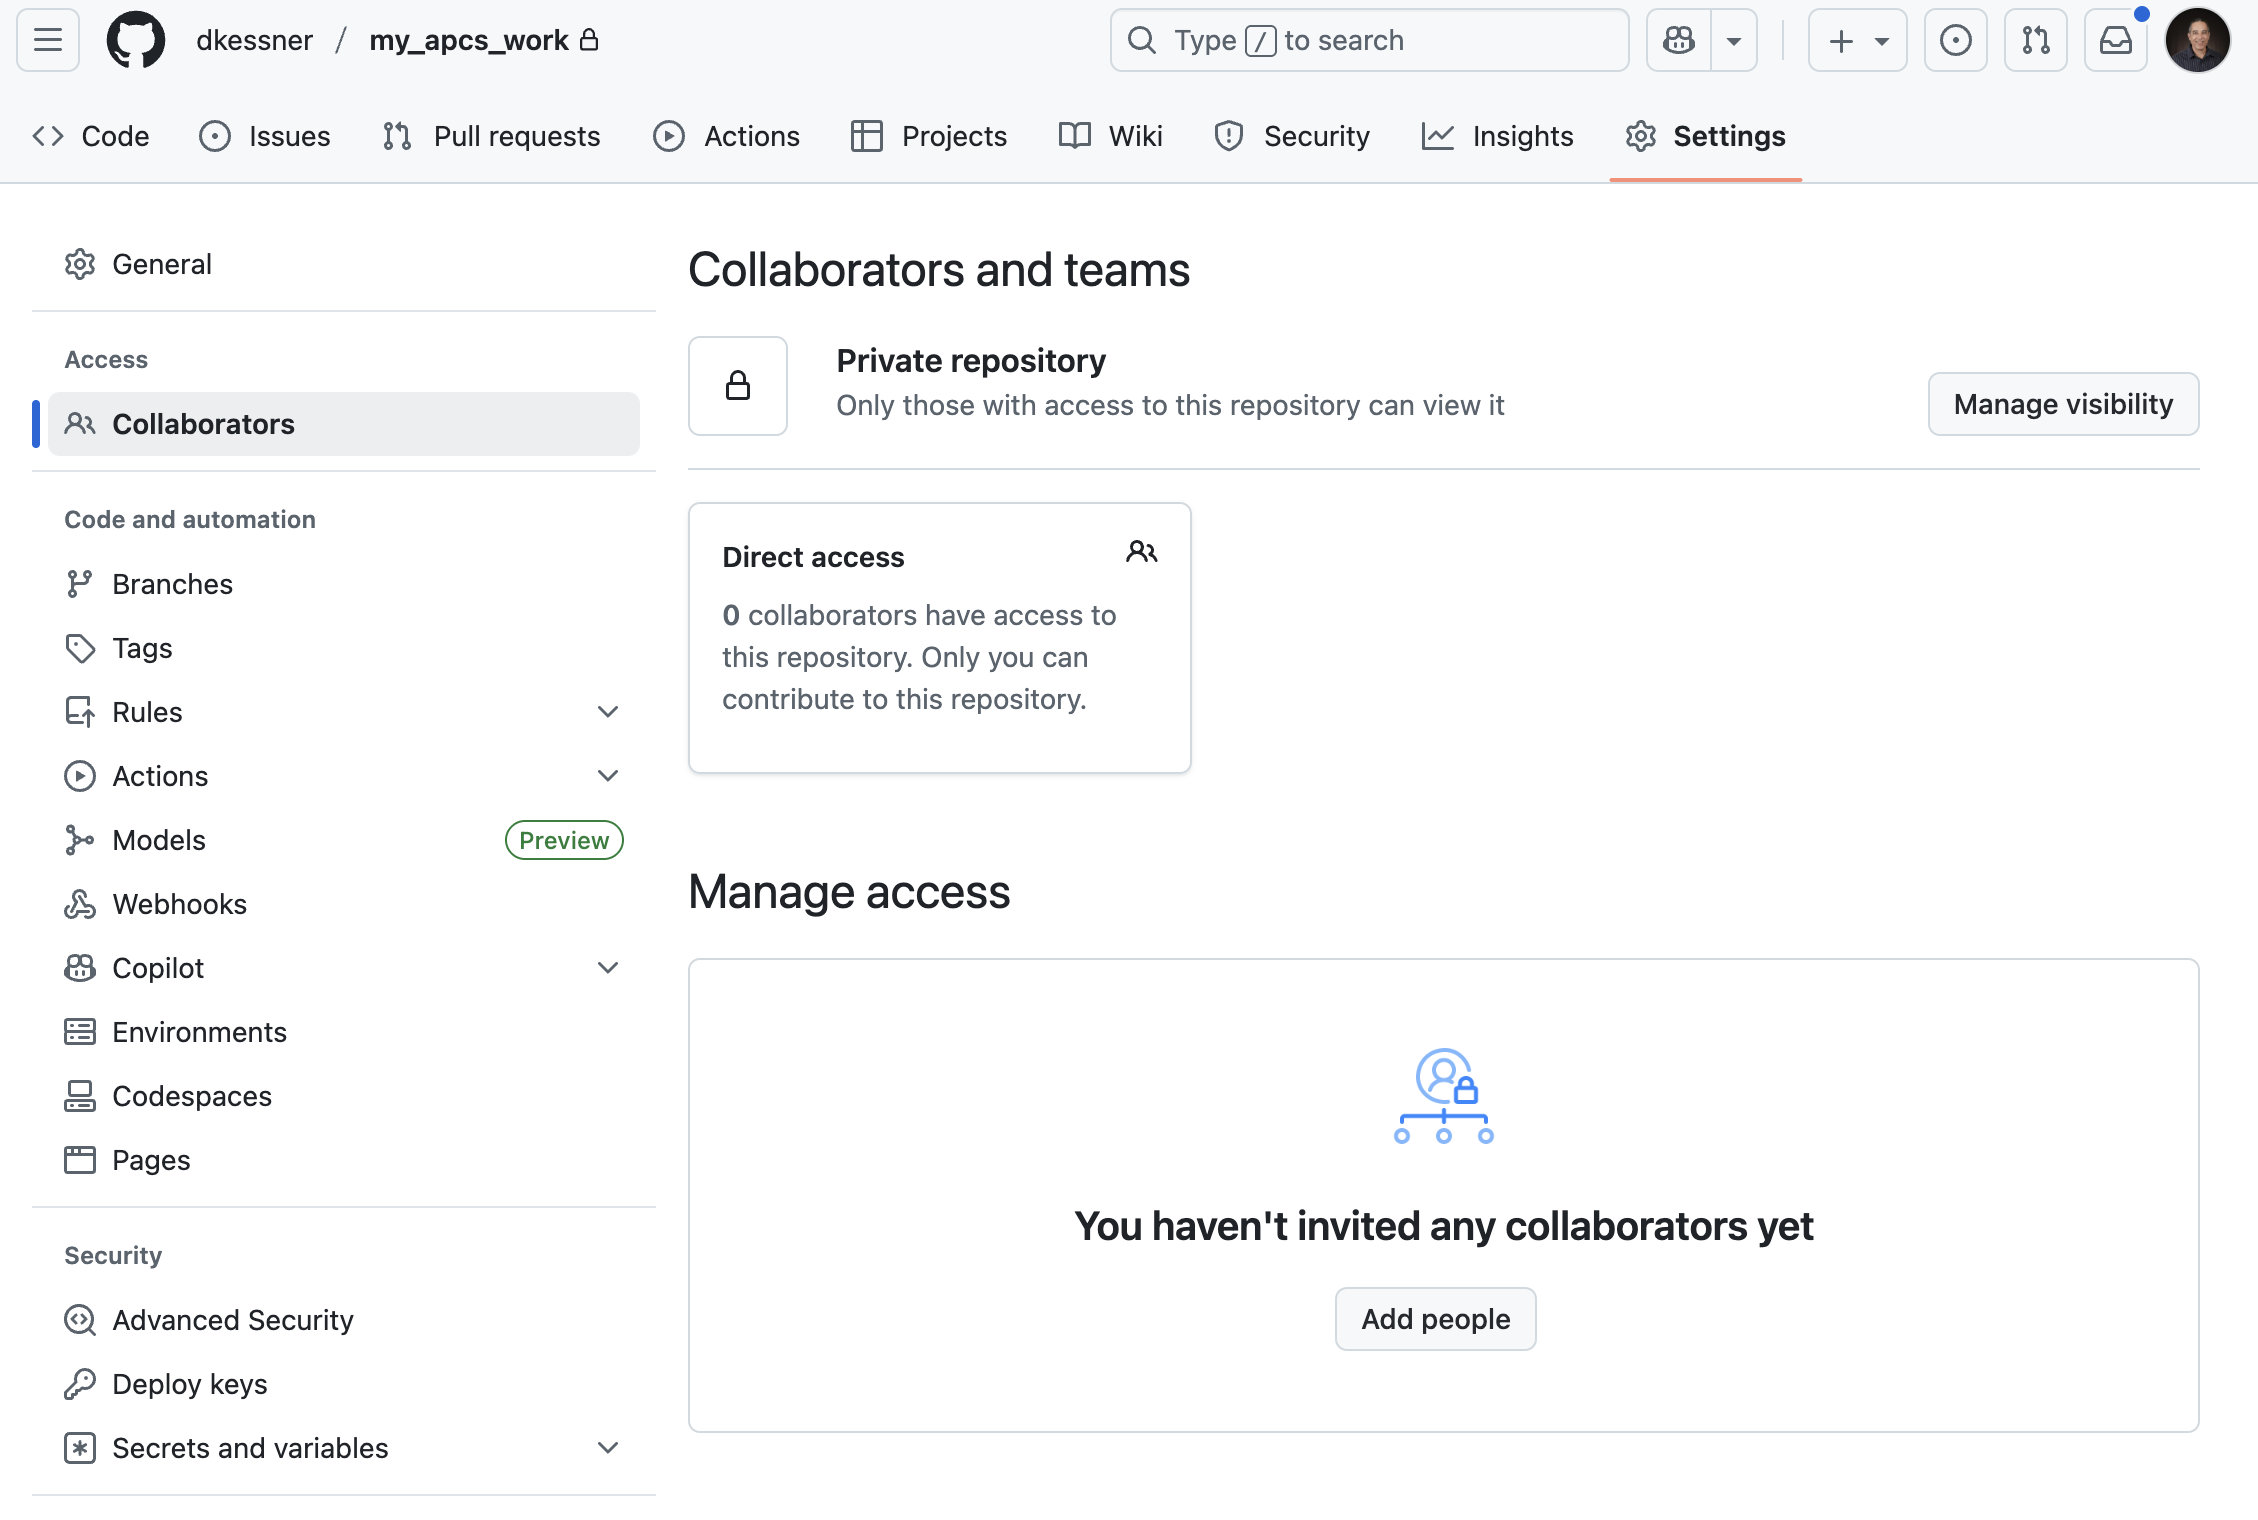 dkessner / my_apcs_work
Type / to search
Code Issues Pull requests Actions Projects Wiki Security Insights Settings
General
Access
Collaborators
Code and automation
Branches
Tags
Rules
Actions
Models Preview
Webhooks
Copilot
Environments
Codespaces
Pages
Security
Advanced Security
Deploy keys
Secrets and variables
Collaborators and teams
Private repository
Only those with access to this repository can view it
Manage visibility
Direct access
0 collaborators have access to
this repository. Only you can
contribute to this repository.
Manage access
You haven't invited any collaborators yet
Add people